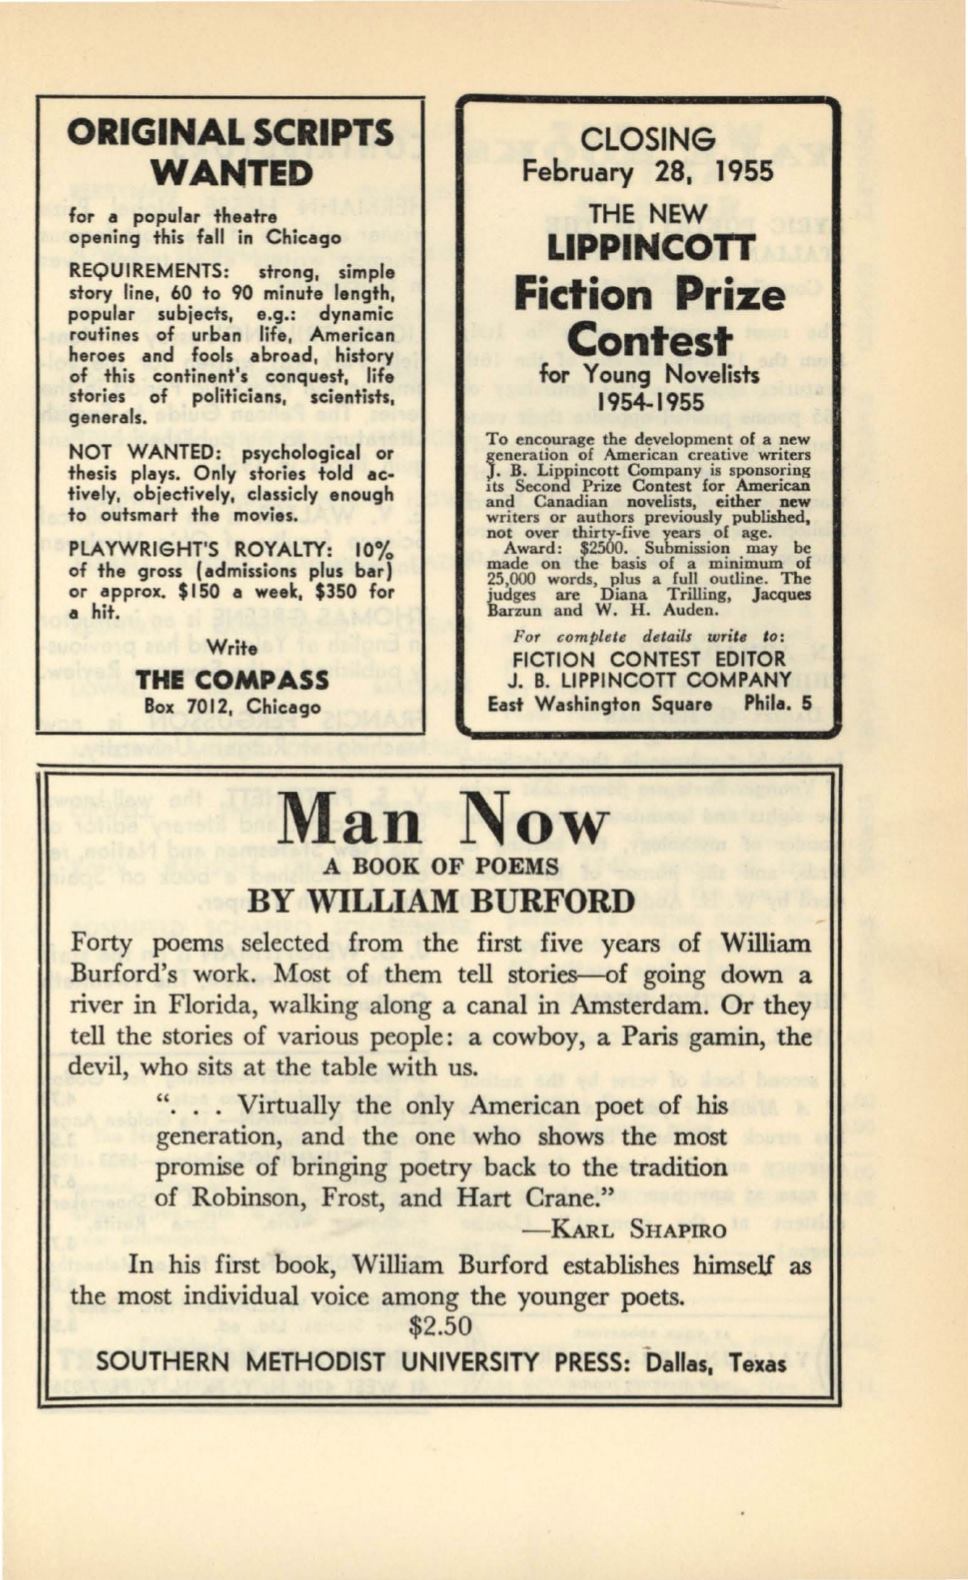 ORIGINAL SCRIPTS
WANTED
for a popular theatre
opening this fall in Chicago
REQUIREMENTS: strong, simple
story line, 60 to 90 minute length,
popular subjects, e.g.: dynamic
routines of urban life, American
heroes and fools abroad, history
of this continent's conquest, life
stories of politicians, scientists,
generals.
NOT WANTED: psychological or
thesis plays. Only stories told ac-
tively, objectively, classicly enough
to outsmart the movies.
PLAYWRIGHT'S ROYALTY: 10%
of the gross (admissions plus bar)
or approx. $150 a week, $350 for
a hit.
Write
THE COMPASS
Box 7012, Chicago
CLOSING
February 28, 1955
THE NEW
LIPPINCOTT
Fiction Prize
Contest
for Young Novelists
1954-1955
To encourage the development of a new
generation of American creative writers
J. B. Lippincott Company is sponsoring
its Second Prize Contest for American
and Canadian novelists, either new
writers or authors previously published,
not over thirty-five years of age.
Award: $2500. Submission may be
made on the basis of a minimum of
25,000 words, plus a full outline. The
judges are Diana Trilling, Jacques
Barzun and W. H. Auden.
For complete details write to:
FICTION CONTEST EDITOR
J. B. LIPPINCOTT COMPANY
East Washington Square Phila. 5
Man Now
A BOOK OF POEMS
BY WILLIAM BURFORD
Forty poems selected from the first five years of William
Burford's work. Most of them tell stories—of going down a
river in Florida, walking along a canal in Amsterdam. Or they
tell the stories of various people: a cowboy, a Paris gamin, the
devil, who sits at the table with us.
“. . . Virtually the only American poet of his
generation, and the one who shows the most
promise of bringing poetry back to the tradition
of Robinson, Frost, and Hart Crane.”
—KARL SHAPIRO
In his first book, William Burford establishes himself as
the most individual voice among the younger poets.
$2.50
SOUTHERN METHODIST UNIVERSITY PRESS: Dallas, Texas